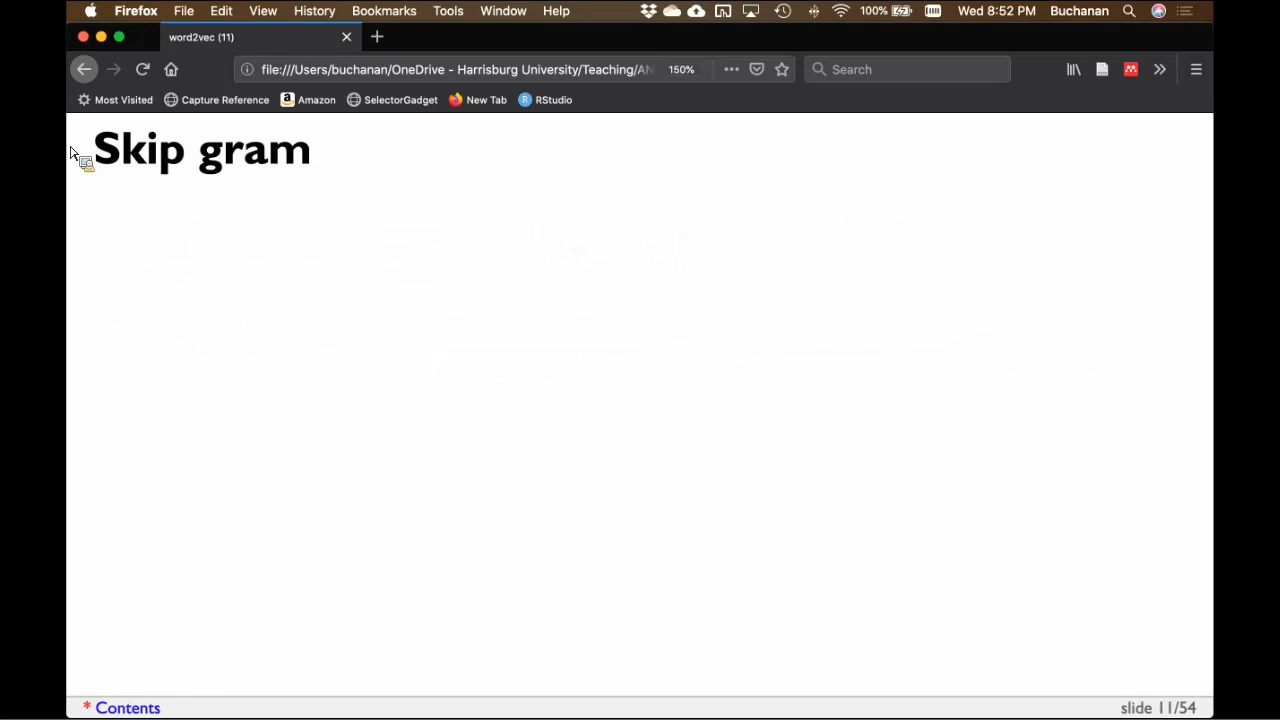 Firefox File Edit View History Bookmarks Tools Window Help 100% Wed 8:52 PM Buchanan
word2vec (11)
file:///Users/buchanan/OneDrive - Harrisburg University/Teaching/AN 150% Search
Most Visited Capture Reference Amazon SelectorGadget New Tab RStudio
Skip gram
* Contents slide 11/54